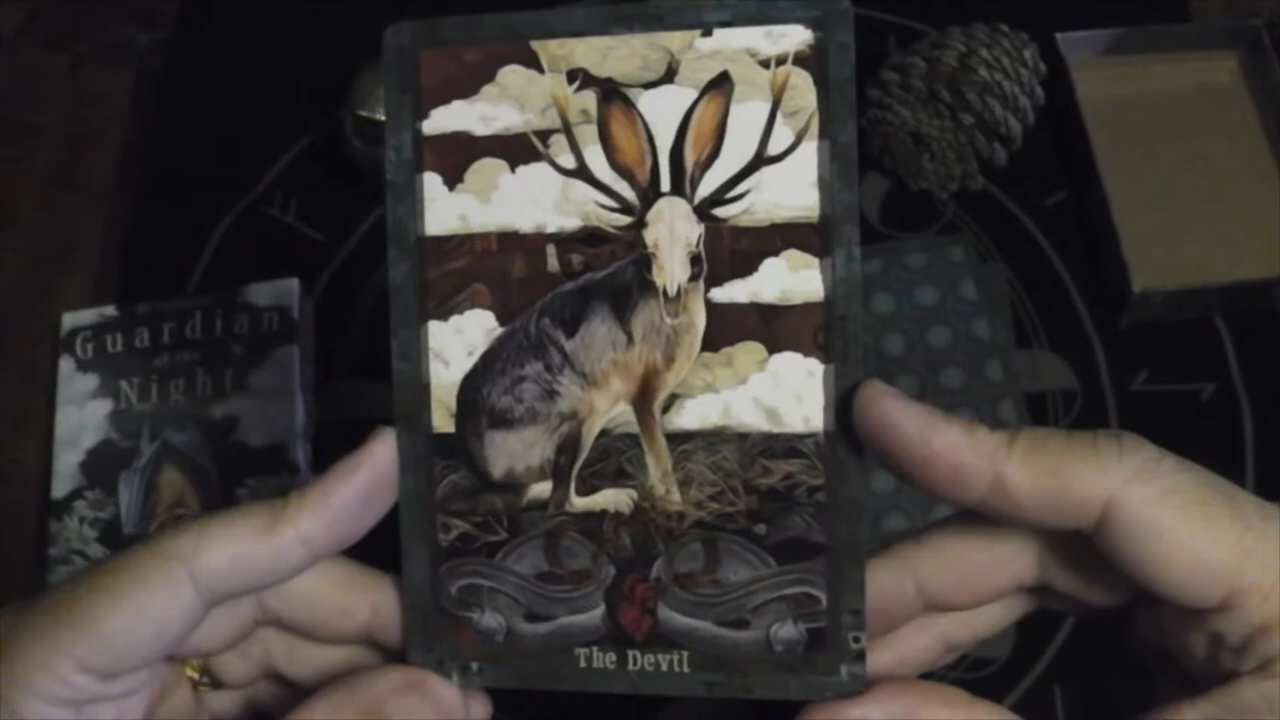 Guardian
of the
Night
The Devil